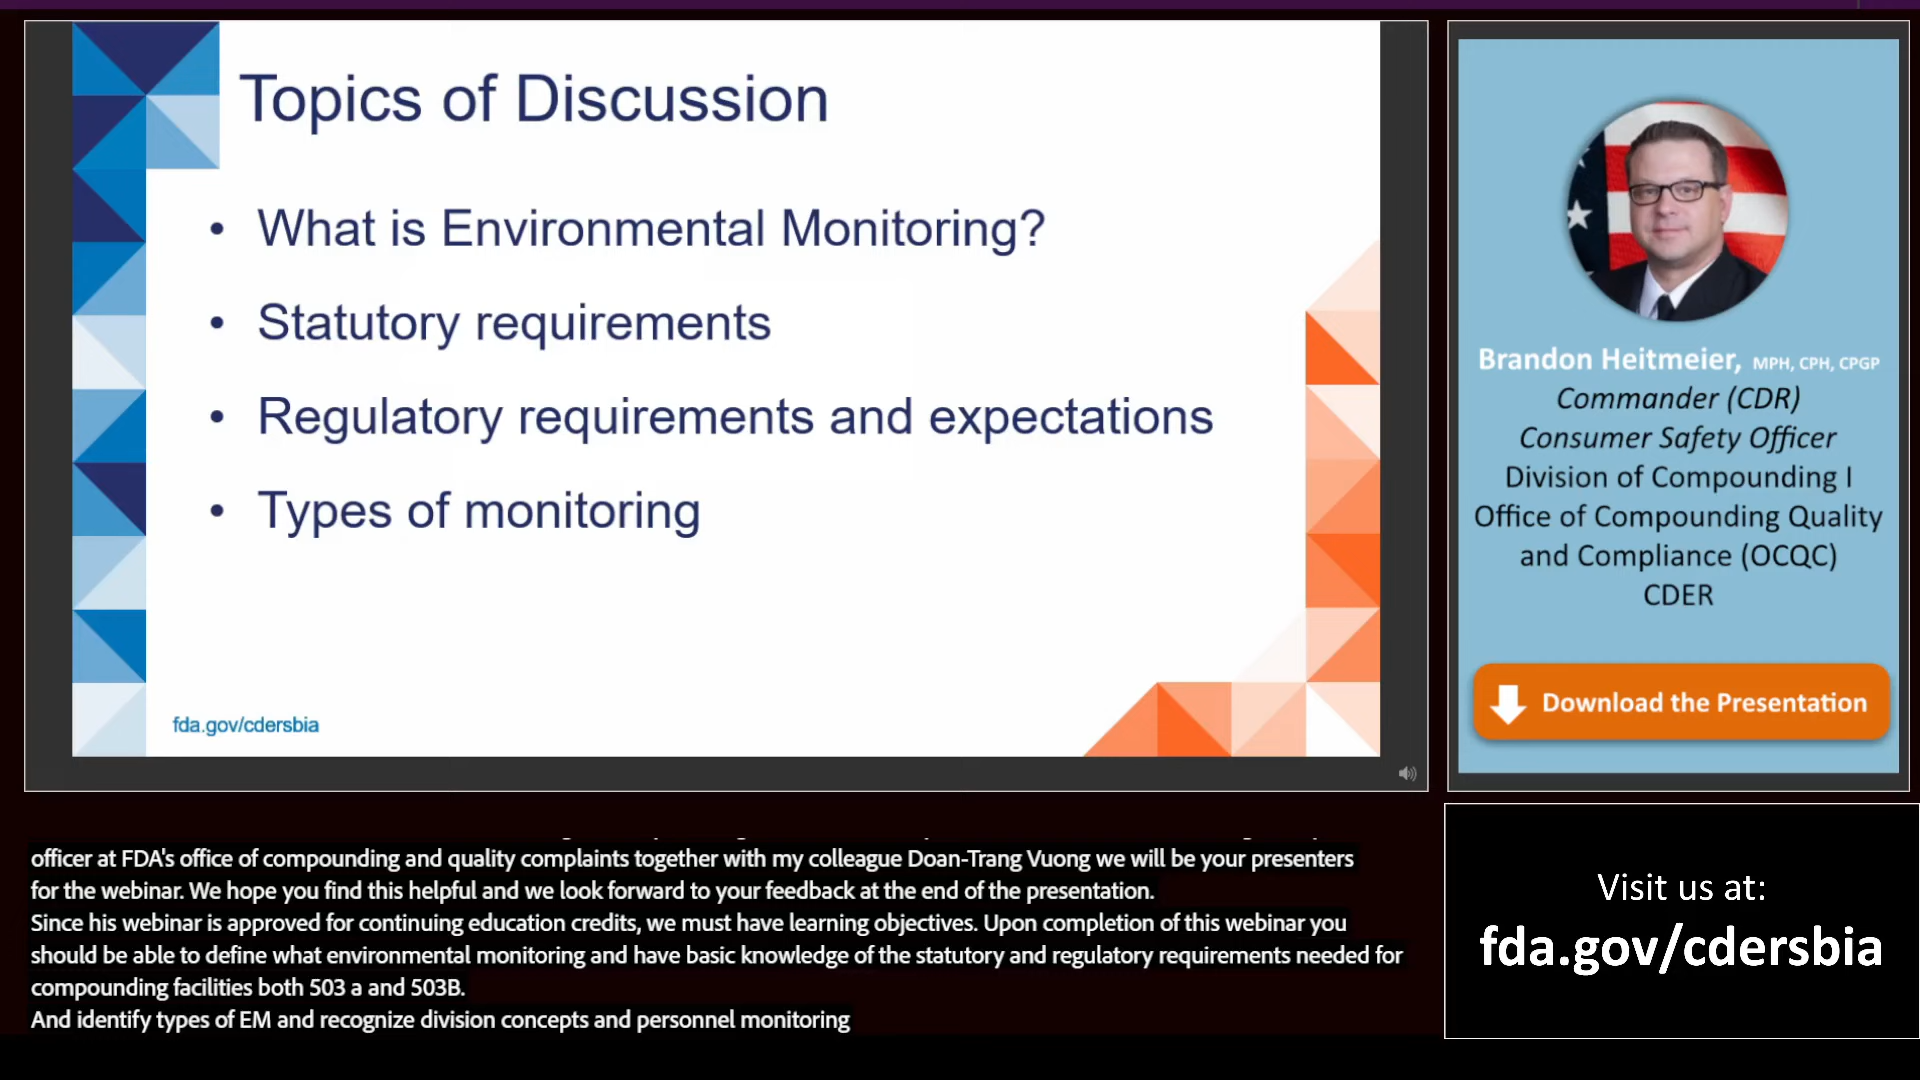 Topics of Discussion
• What is Environmental Monitoring?
• Statutory requirements
• Regulatory requirements and expectations
• Types of monitoring
fda.gov/cdersbia
Brandon Heitmeier, MPH, CPH, CPGP
Commander (CDR)
Consumer Safety Officer
Division of Compounding I
Office of Compounding Quality
and Compliance (OCQC)
CDER
Download the Presentation
officer at FDA's office of compounding and quality complaints together with my colleague Doan-Trang Vuong we will be your presenters
for the webinar. We hope you find this helpful and we look forward to your feedback at the end of the presentation.
Since his webinar is approved for continuing education credits, we must have learning objectives. Upon completion of this webinar you
should be able to define what environmental monitoring and have basic knowledge of the statutory and regulatory requirements needed for
compounding facilities both 503 a and 503B.
And identify types of EM and recognize division concepts and personnel monitoring
Visit us at:
fda.gov/cdersbia